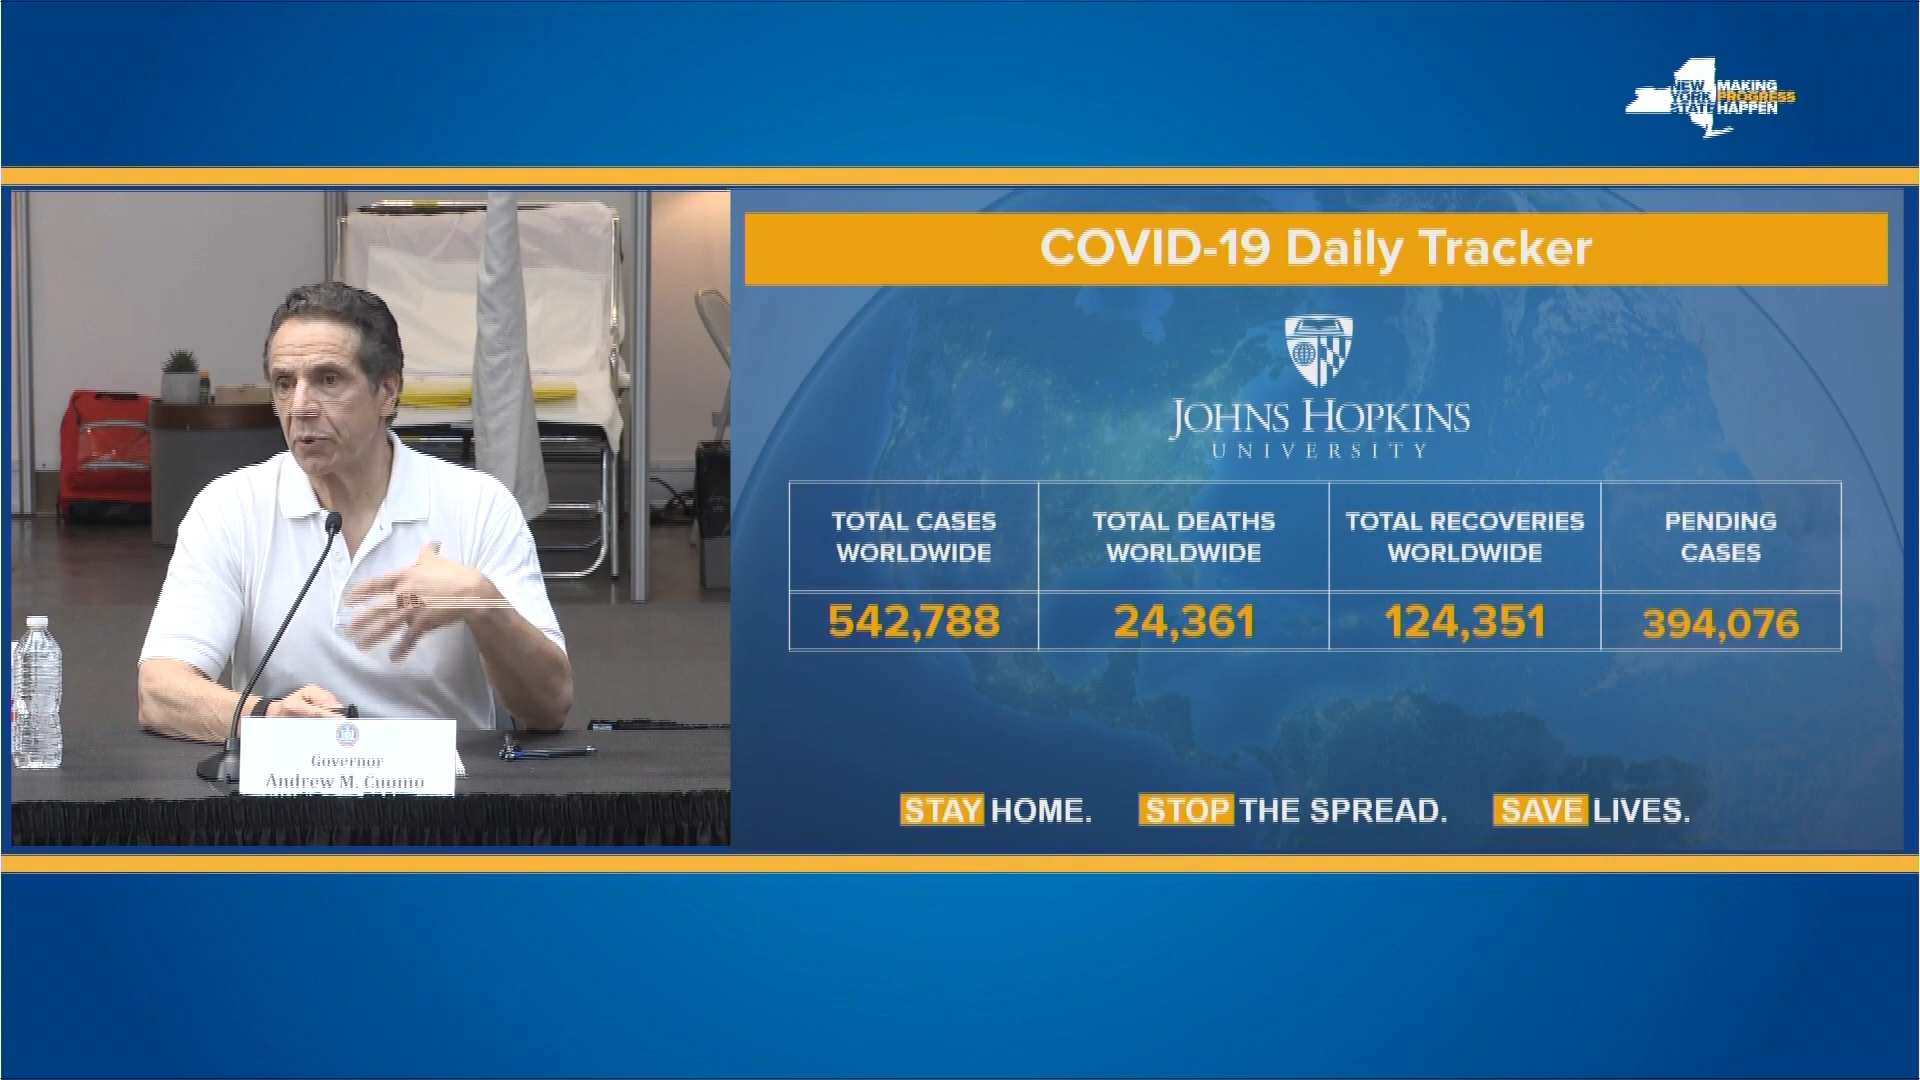 NEW
YORK
STATE
MAKING
PROGRESS
HAPPEN
COVID-19 Daily Tracker
JOHNS HOPKINS
UNIVERSITY
TOTAL CASES
WORLDWIDE
TOTAL DEATHS
WORLDWIDE
TOTAL RECOVERIES
WORLDWIDE
PENDING
CASES
542,788
24,361
124,351
394,076
Governor
Andrew M. Cuomo
STAY HOME. STOP THE SPREAD. SAVE LIVES.